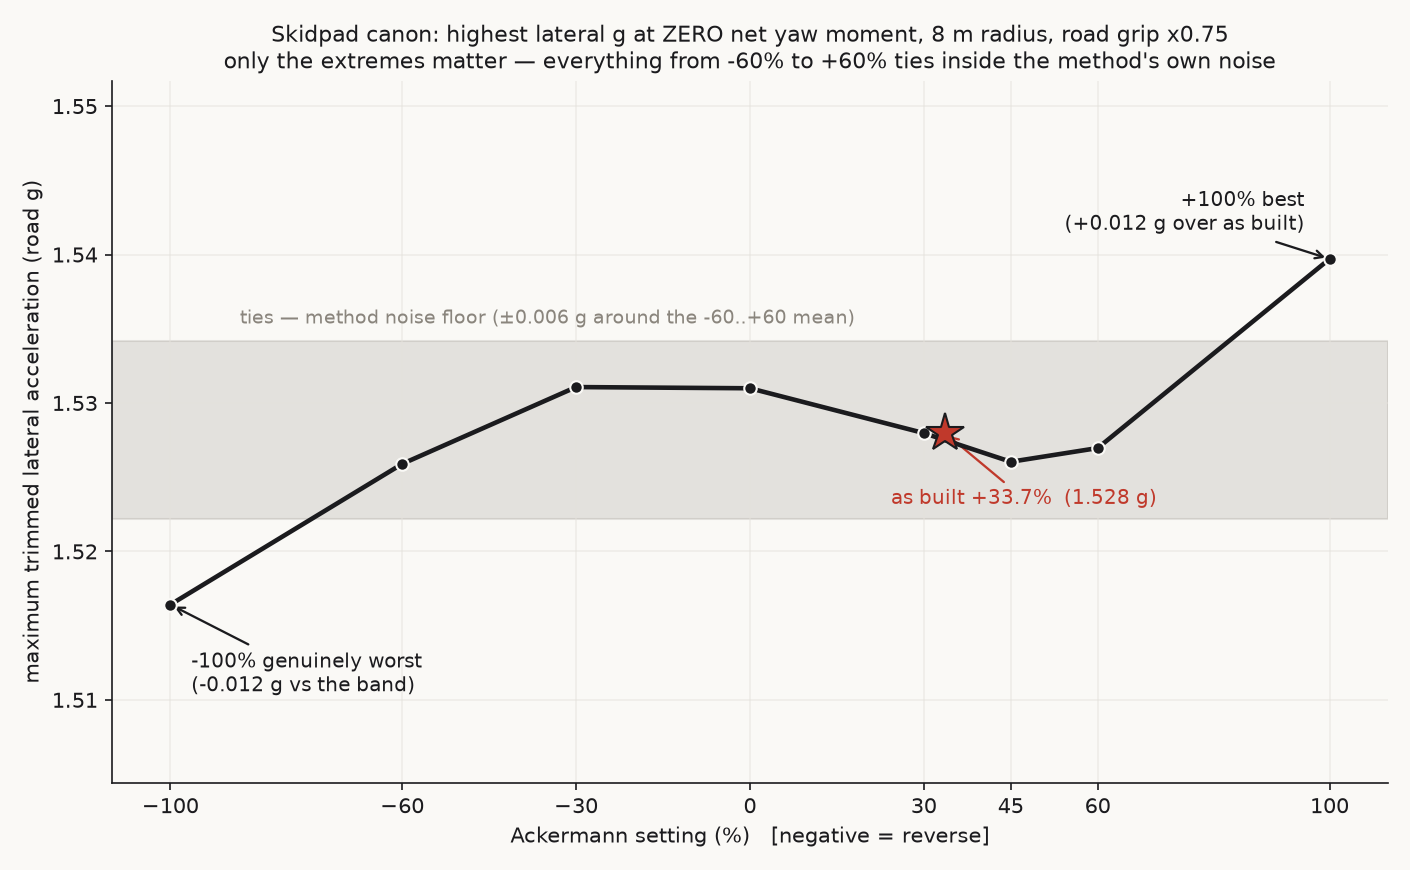 Skidpad canon: highest lateral g at ZERO net yaw moment, 8 m radius, road grip x0.75
only the extremes matter — everything from -60% to +60% ties inside the method's own noise
maximum trimmed lateral acceleration (road g)
1.55
1.54
1.53
1.52
1.51
+100% best
(+0.012 g over as built)
ties — method noise floor (±0.006 g around the -60..+60 mean)
as built +33.7%  (1.528 g)
-100% genuinely worst
(-0.012 g vs the band)
−100 −60 −30 0 30 45 60 100
Ackermann setting (%)   [negative = reverse]